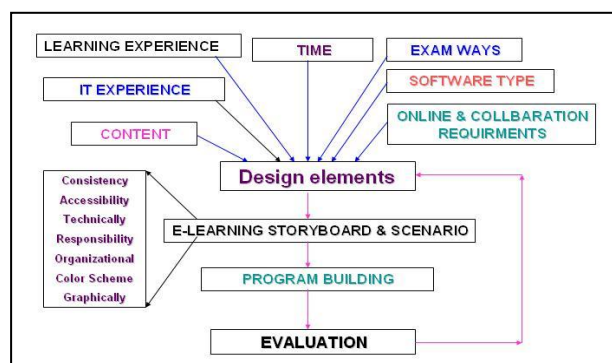 LEARNING EXPERIENCE
TIME
EXAM WAYS
IT EXPERIENCE
SOFTWARE TYPE
CONTENT
ONLINE & COLLBARATION
REQUIRMENTS
Design elements
Consistency
Accessibility
Technically
Responsibility
Organizational
Color Scheme
Graphically
E-LEARNING STORYBOARD & SCENARIO
PROGRAM BUILDING
EVALUATION